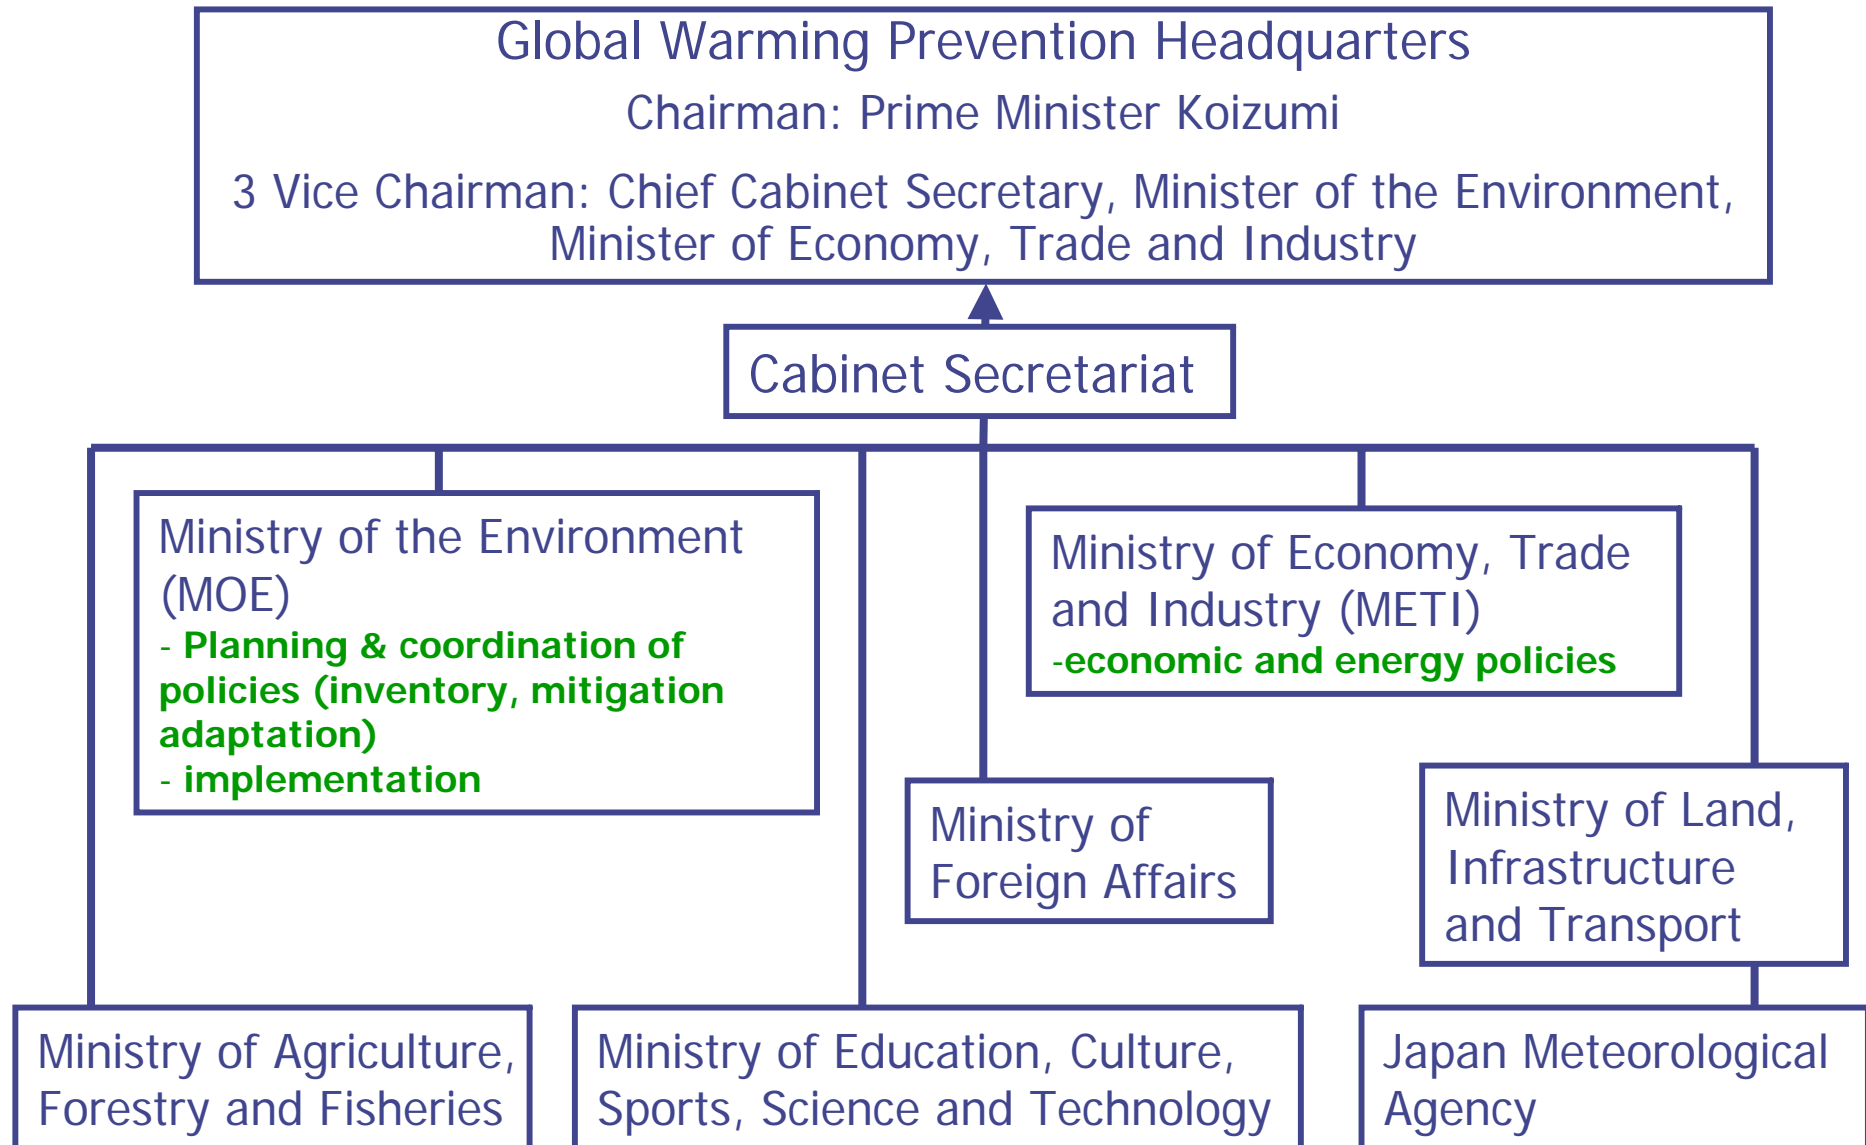 Global Warming Prevention Headquarters
Chairman: Prime Minister Koizumi
3 Vice Chairman: Chief Cabinet Secretary, Minister of the Environment,
Minister of Economy, Trade and Industry
Cabinet Secretariat
Ministry of the Environment
(MOE)
- Planning & coordination of
policies (inventory, mitigation
adaptation)
- implementation
Ministry of Economy, Trade
and Industry (METI)
-economic and energy policies
Ministry of
Foreign Affairs
Ministry of Land,
Infrastructure
and Transport
Ministry of Agriculture,
Forestry and Fisheries
Ministry of Education, Culture,
Sports, Science and Technology
Japan Meteorological
Agency